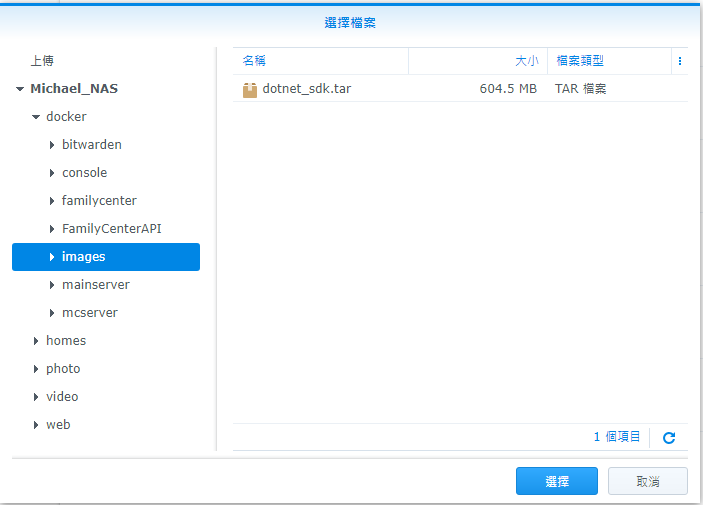 選擇檔案
上傳
Michael_NAS
docker
bitwarden
console
familycenter
FamilyCenterAPI
images
mainserver
mcserver
homes
photo
video
web
名稱 大小 檔案類型
dotnet_sdk.tar 604.5 MB TAR 檔案
1 個項目
選擇 取消